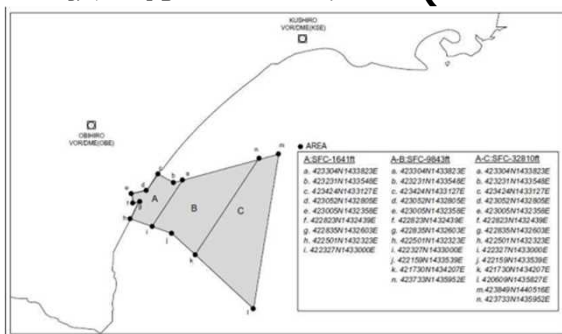 KUSHIRO
VOR/DME(KSE)
OBIHIRO
VOR/DME(OBE)
AREA
A:SFC-1641ft
a. 423304N1433823E
b. 423231N1433548E
c. 423424N1433127E
d. 423052N1432805E
e. 423005N1432358E
f. 422823N1432439E
g. 422835N1432603E
h. 422501N1432323E
i. 422327N1433000E
A-B:SFC-9843ft
a. 423304N1433823E
b. 423231N1433548E
c. 423424N1433127E
d. 423052N1432805E
e. 423005N1432358E
f. 422823N1432439E
g. 422835N1432603E
h. 422501N1432323E
i. 422327N1433000E
j. 422159N1433539E
k. 421730N1434207E
n. 423733N1435952E
A-C:SFC-32810ft
a. 423304N1433823E
b. 423231N1433548E
c. 423424N1433127E
d. 423052N1432805E
e. 423005N1432358E
f. 422823N1432439E
g. 422835N1432603E
h. 422501N1432323E
i. 422327N1433000E
j. 422159N1433539E
k. 421730N1434207E
l. 420609N1435827E
m. 423849N1440516E
n. 423733N1435952E
A
B
C
a
b
c
d
e
f
g
h
i
j
k
l
m
n